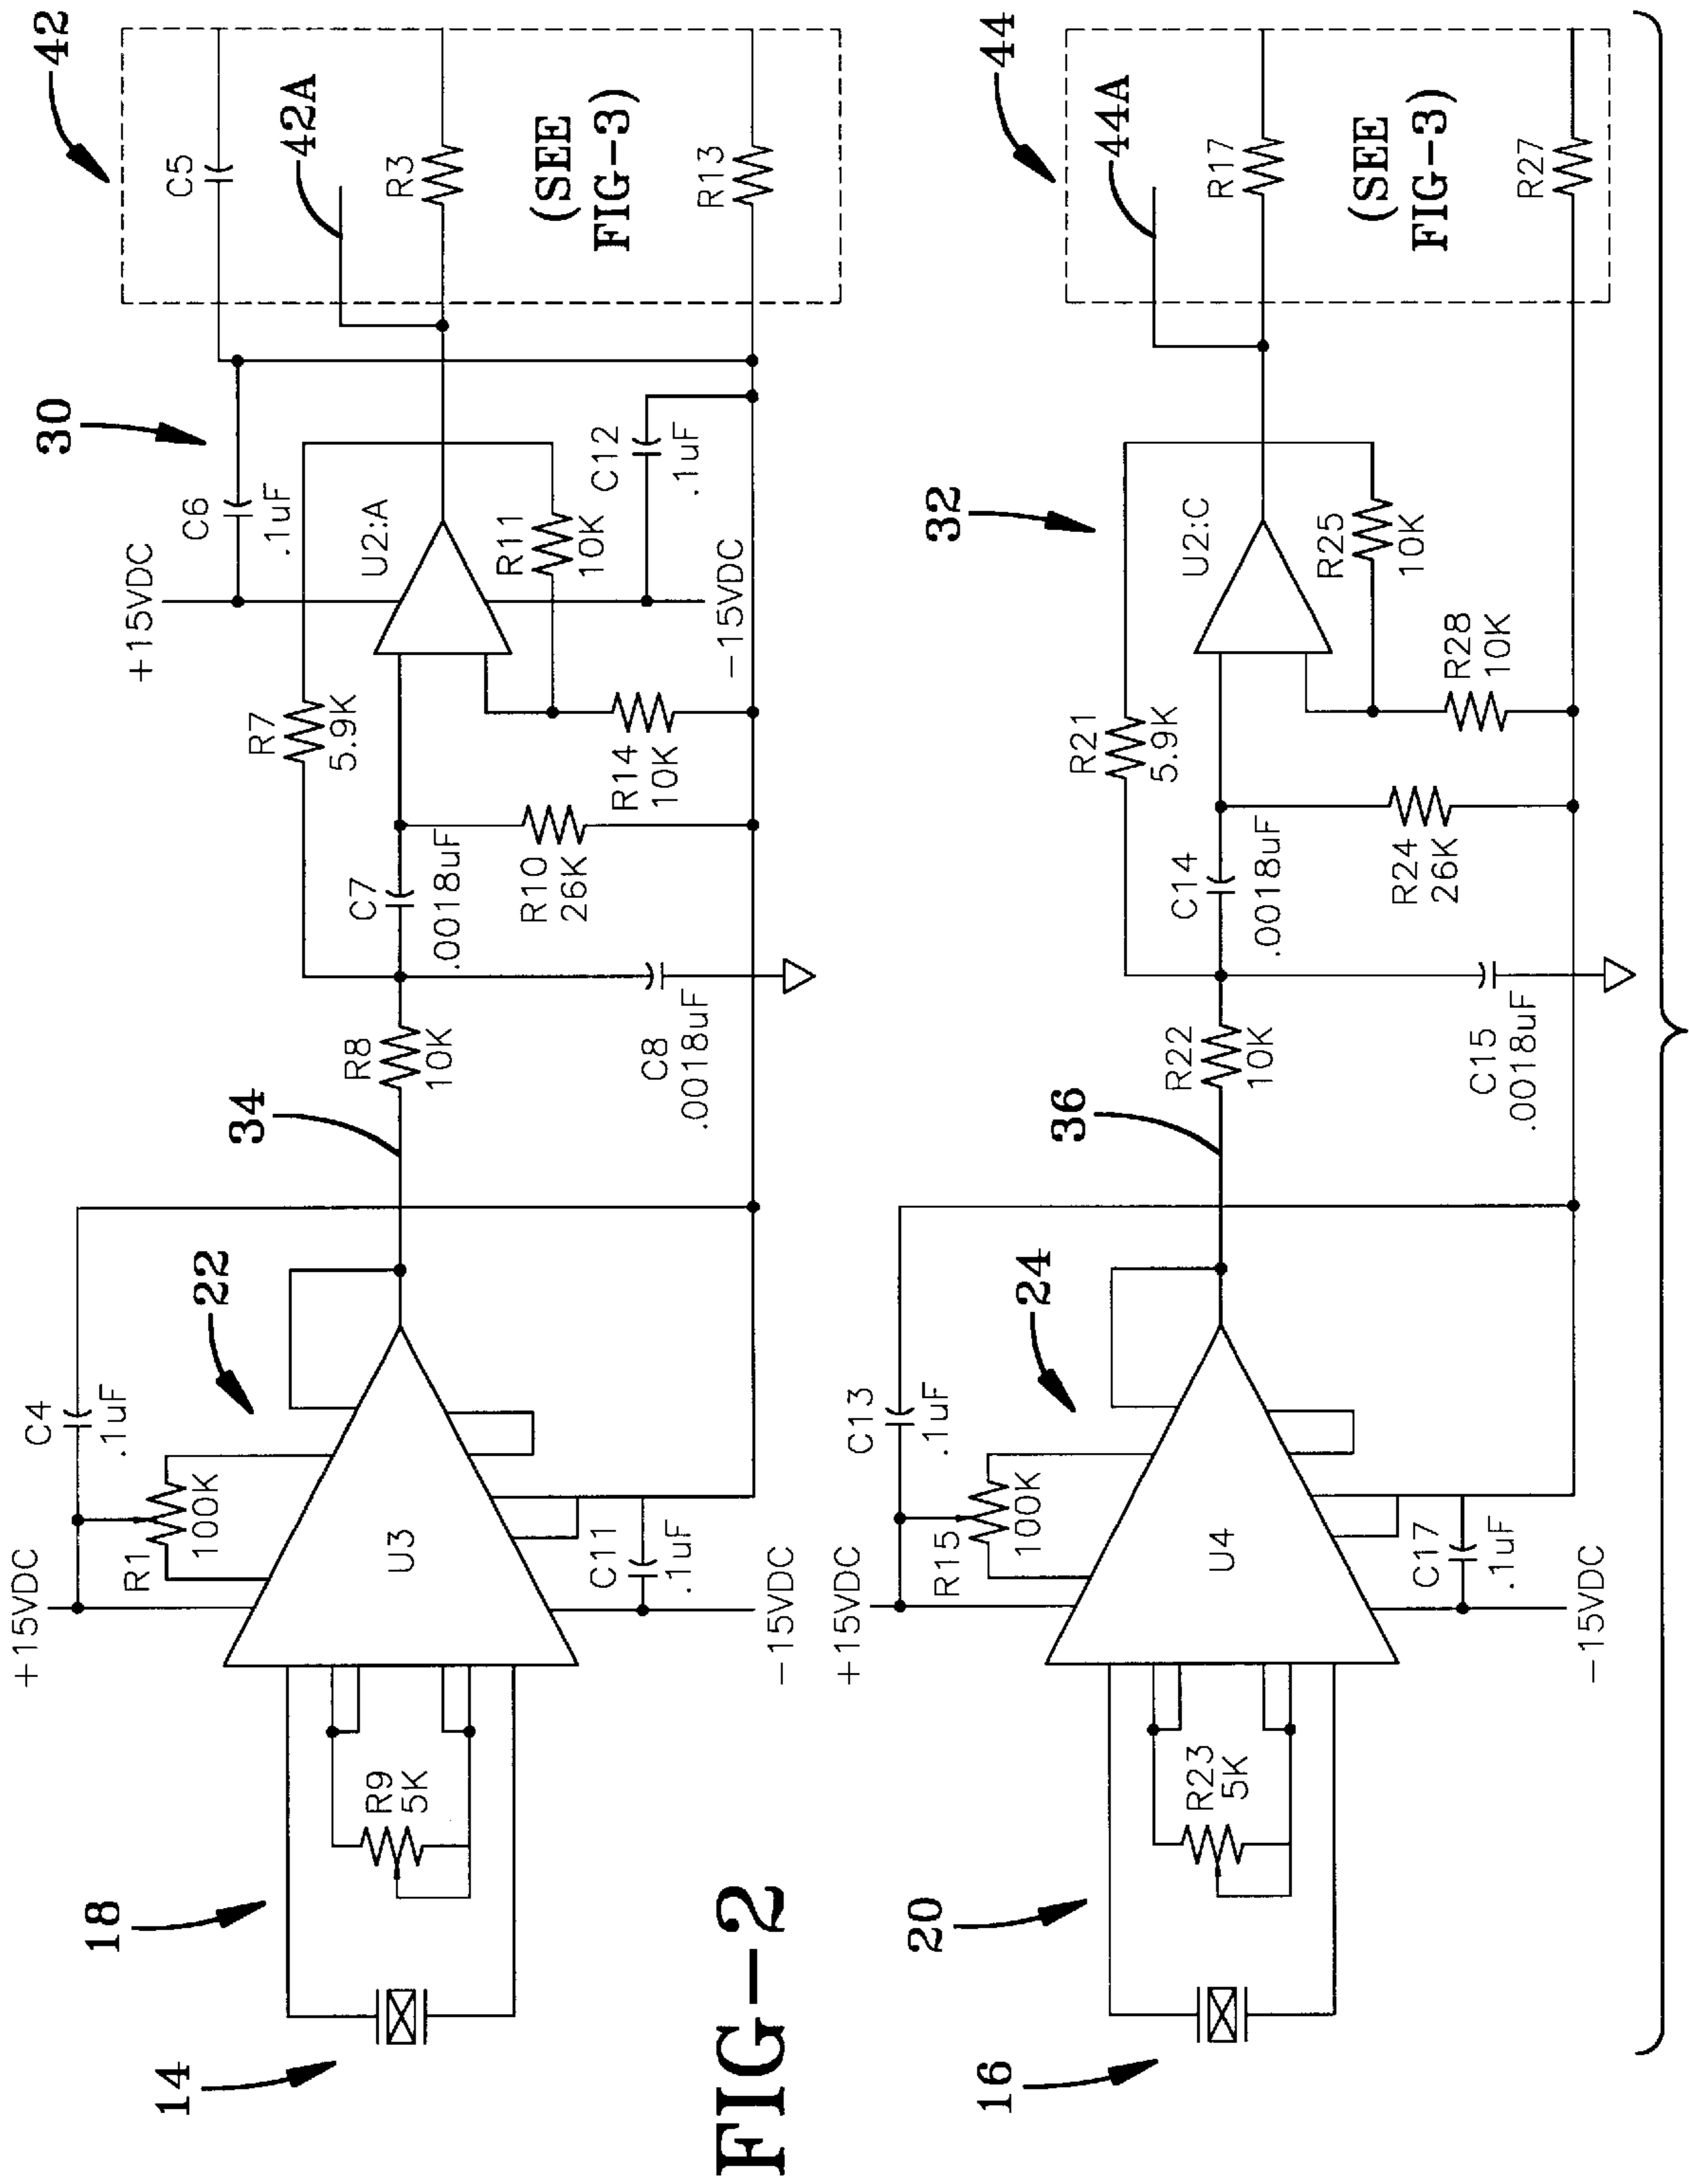 42
C5
42A
R3
(SEE
FIG-3)
R13
30
C6
.1uF
+15VDC
U2:A
R11
10K
C12
.1uF
-15VDC
R7
5.9K
R14
10K
C7
.0018uF
R10
26K
R8
10K
C8
.0018uF
34
22
C4
.1uF
R1
100K
+15VDC
U3
C11
.1uF
-15VDC
R9
5K
18
14
44
44A
R17
(SEE
FIG-3)
R27
32
U2:C
R25
10K
R28
10K
R21
5.9K
C14
.0018uF
R24
26K
R22
10K
C15
.0018uF
36
24
C13
.1uF
R15
100K
+15VDC
U4
C17
.1uF
-15VDC
R23
5K
20
16
FIG-2